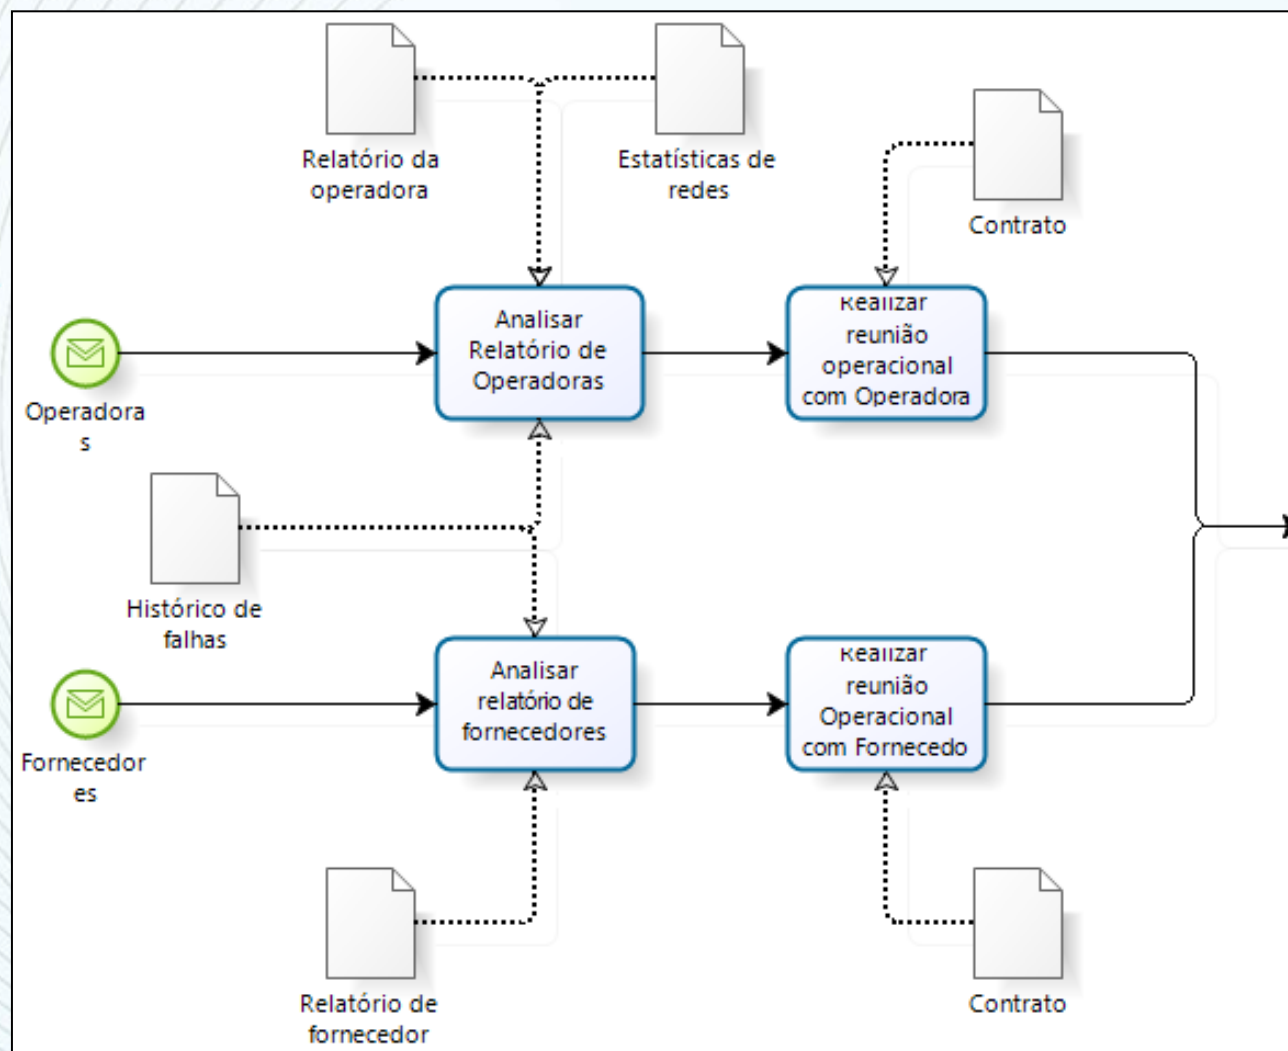 Relatório da
operadora
Estatísticas de
redes
Contrato
Analisar
Relatório de
Operadoras
Realizar
reunião
operacional
com Operadora
Operadora
s
Histórico de
falhas
Analisar
relatório de
fornecedores
Realizar
reunião
Operacional
com Fornecedo
Fornecedor
es
Relatório de
fornecedor
Contrato